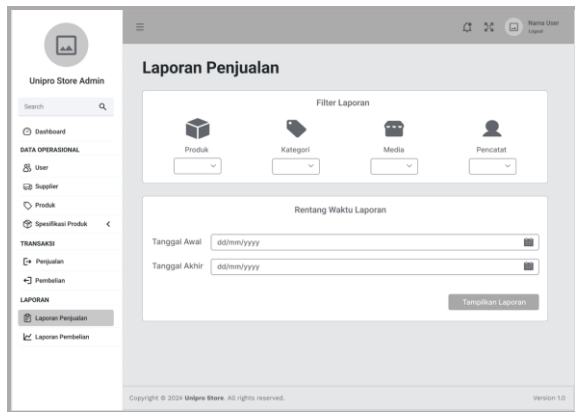 Nama User
Logout
Unipro Store Admin
Search
Dashboard
DATA OPERASIONAL
User
Supplier
Produk
Spesifikasi Produk
TRANSAKSI
Penjualan
Pembelian
LAPORAN
Laporan Penjualan
Laporan Pembelian
Laporan Penjualan
Filter Laporan
Produk Kategori Media Pencatat
Rentang Waktu Laporan
Tanggal Awal dd/mm/yyyy
Tanggal Akhir dd/mm/yyyy
Tampilkan Laporan
Copyright © 2024 Unipro Store. All rights reserved. Version 1.0